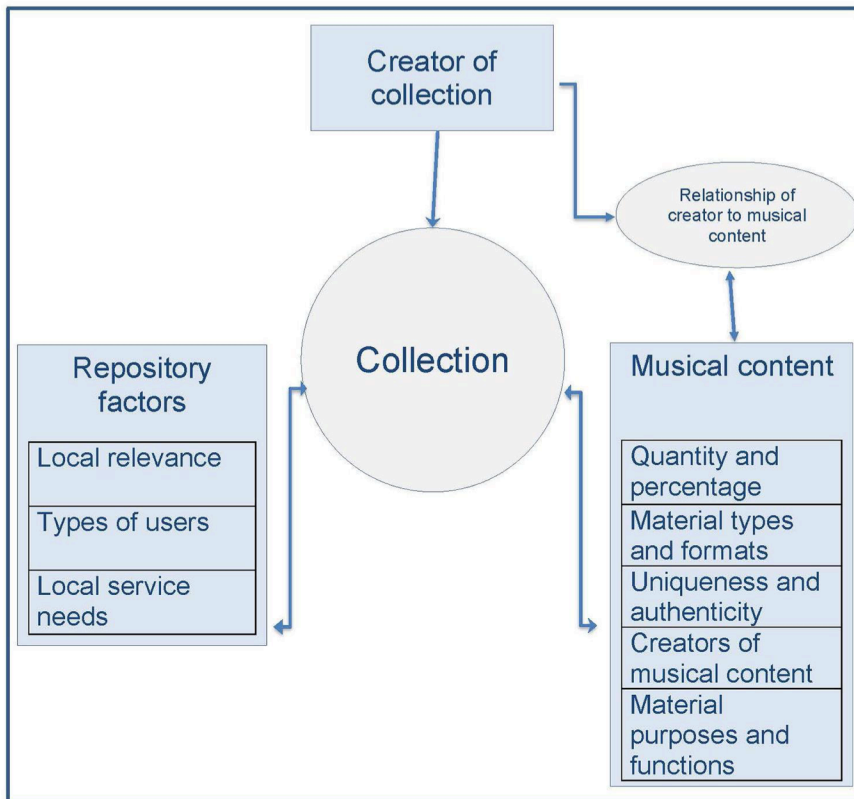 Creator of
collection
Relationship of
creator to musical
content
Collection
Repository
factors
Local relevance
Types of users
Local service
needs
Musical content
Quantity and
percentage
Material types
and formats
Uniqueness and
authenticity
Creators of
musical content
Material
purposes and
functions